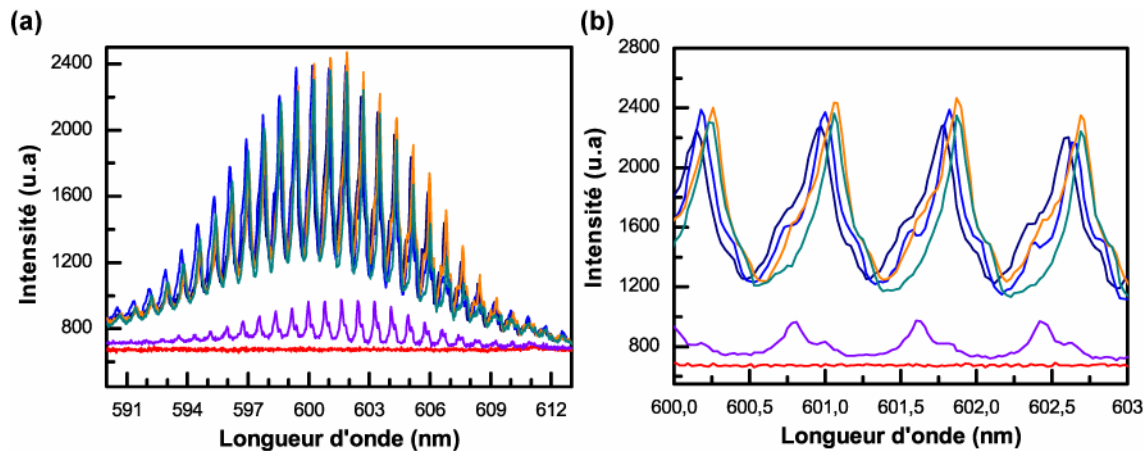 (a)
2400
2000
1600
1200
800
Intensité (u.a)
591 594 597 600 603 606 609 612
Longueur d'onde (nm)
(b)
2800
2400
2000
1600
1200
800
Intensité (u.a)
600,0 600,5 601,0 601,5 602,0 602,5 603
Longueur d'onde (nm)